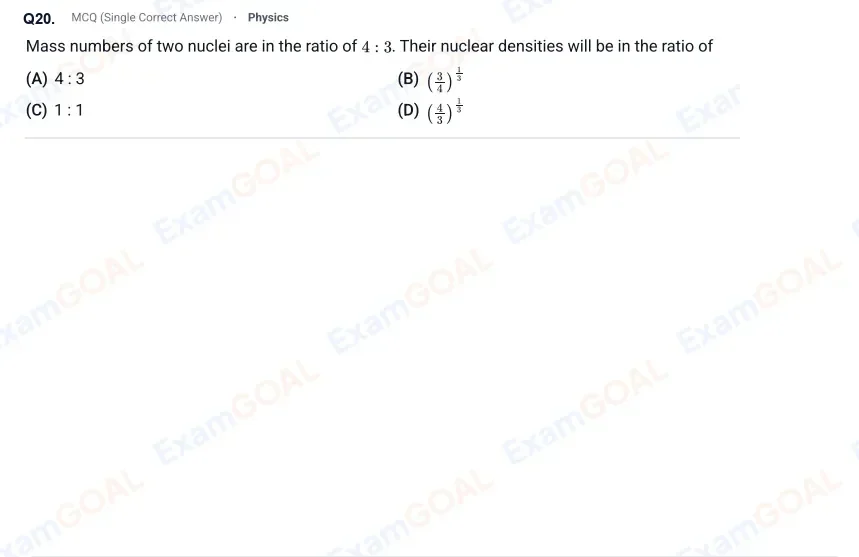 Q20. MCQ (Single Correct Answer) · Physics
Mass numbers of two nuclei are in the ratio of 4 : 3. Their nuclear densities will be in the ratio of
(A) 4 : 3 (B) (3/4)^(1/3)
(C) 1 : 1 (D) (4/3)^(1/3)
ExamGOAL